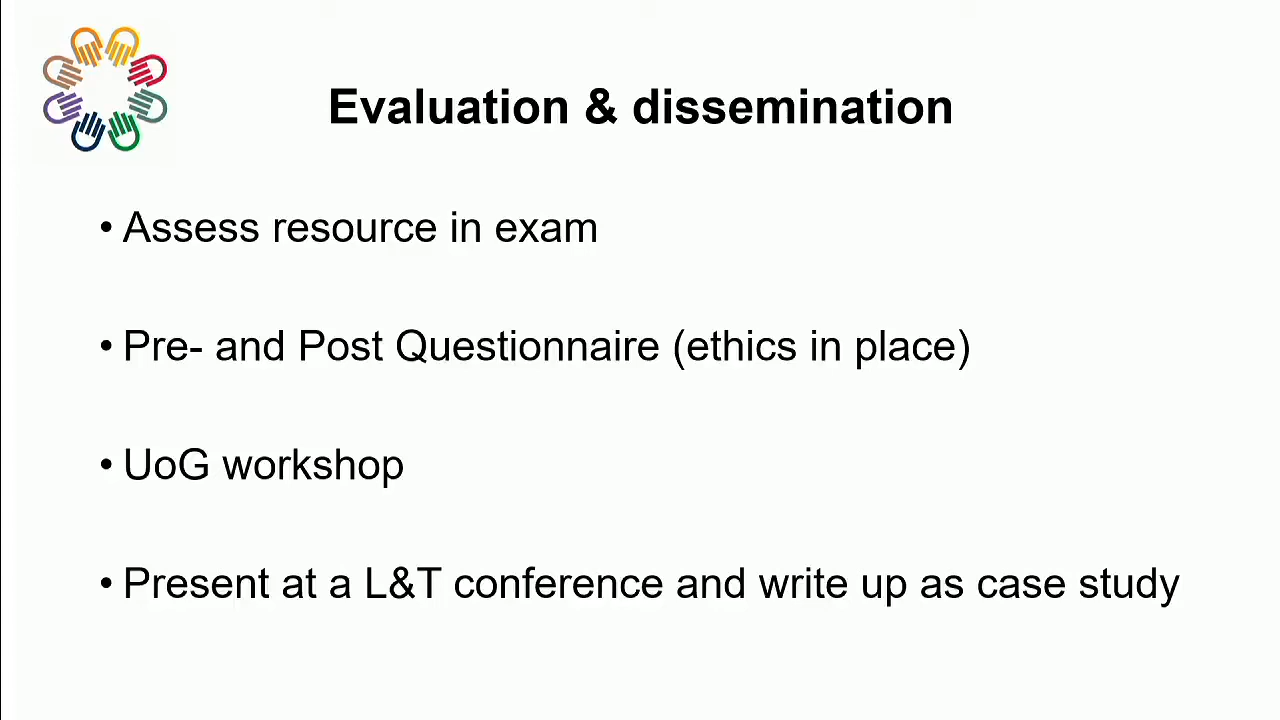 Evaluation & dissemination
• Assess resource in exam
• Pre- and Post Questionnaire (ethics in place)
• UoG workshop
• Present at a L&T conference and write up as case study